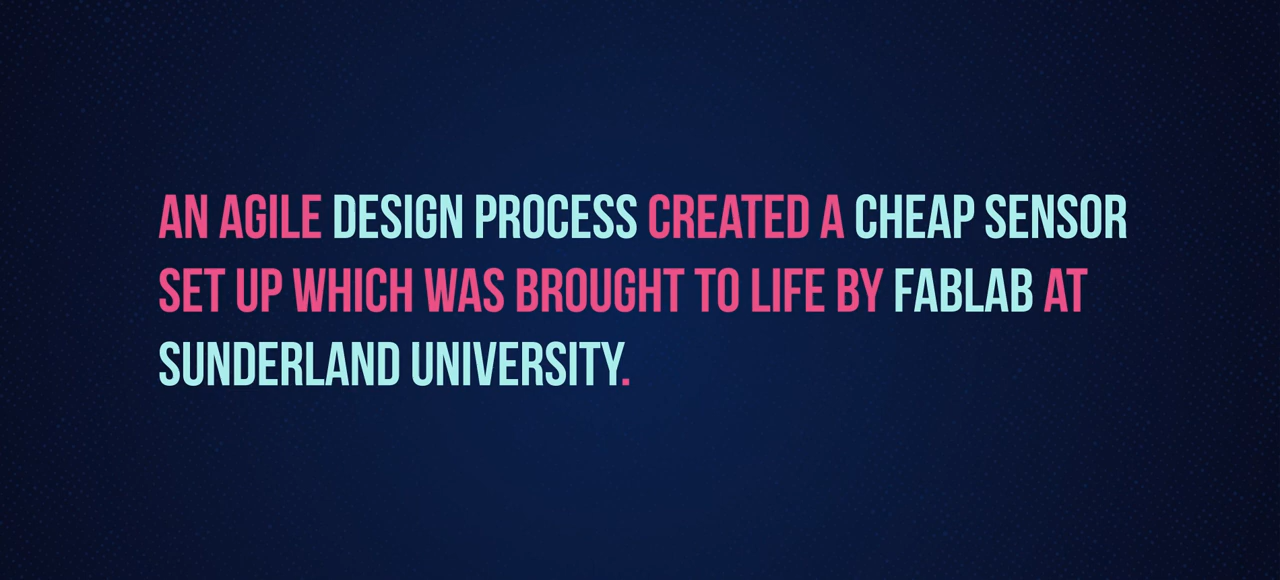 AN AGILE DESIGN PROCESS CREATED A CHEAP SENSOR
SET UP WHICH WAS BROUGHT TO LIFE BY FABLAB AT
SUNDERLAND UNIVERSITY.